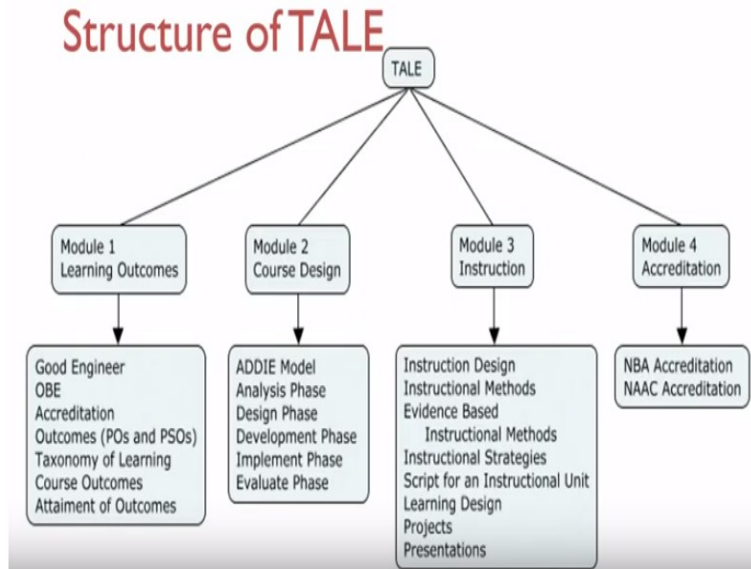 Structure of TALE
TALE
Module 1
Learning Outcomes
Module 2
Course Design
Module 3
Instruction
Module 4
Accreditation
Good Engineer
OBE
Accreditation
Outcomes (POs and PSOs)
Taxonomy of Learning
Course Outcomes
Attaiment of Outcomes
ADDIE Model
Analysis Phase
Design Phase
Development Phase
Implement Phase
Evaluate Phase
Instruction Design
Instructional Methods
Evidence Based
Instructional Methods
Instructional Strategies
Script for an Instructional Unit
Learning Design
Projects
Presentations
NBA Accreditation
NAAC Accreditation